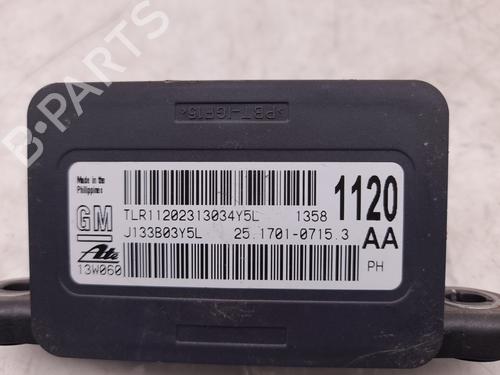 >PBT-IGF15<
Made in the
Philippines
GM
TLR11202313034Y5L 1358
1120
J133B03Y5L 25.1701-0715.3
AA
Ate
13W060
PH
B-PARTS